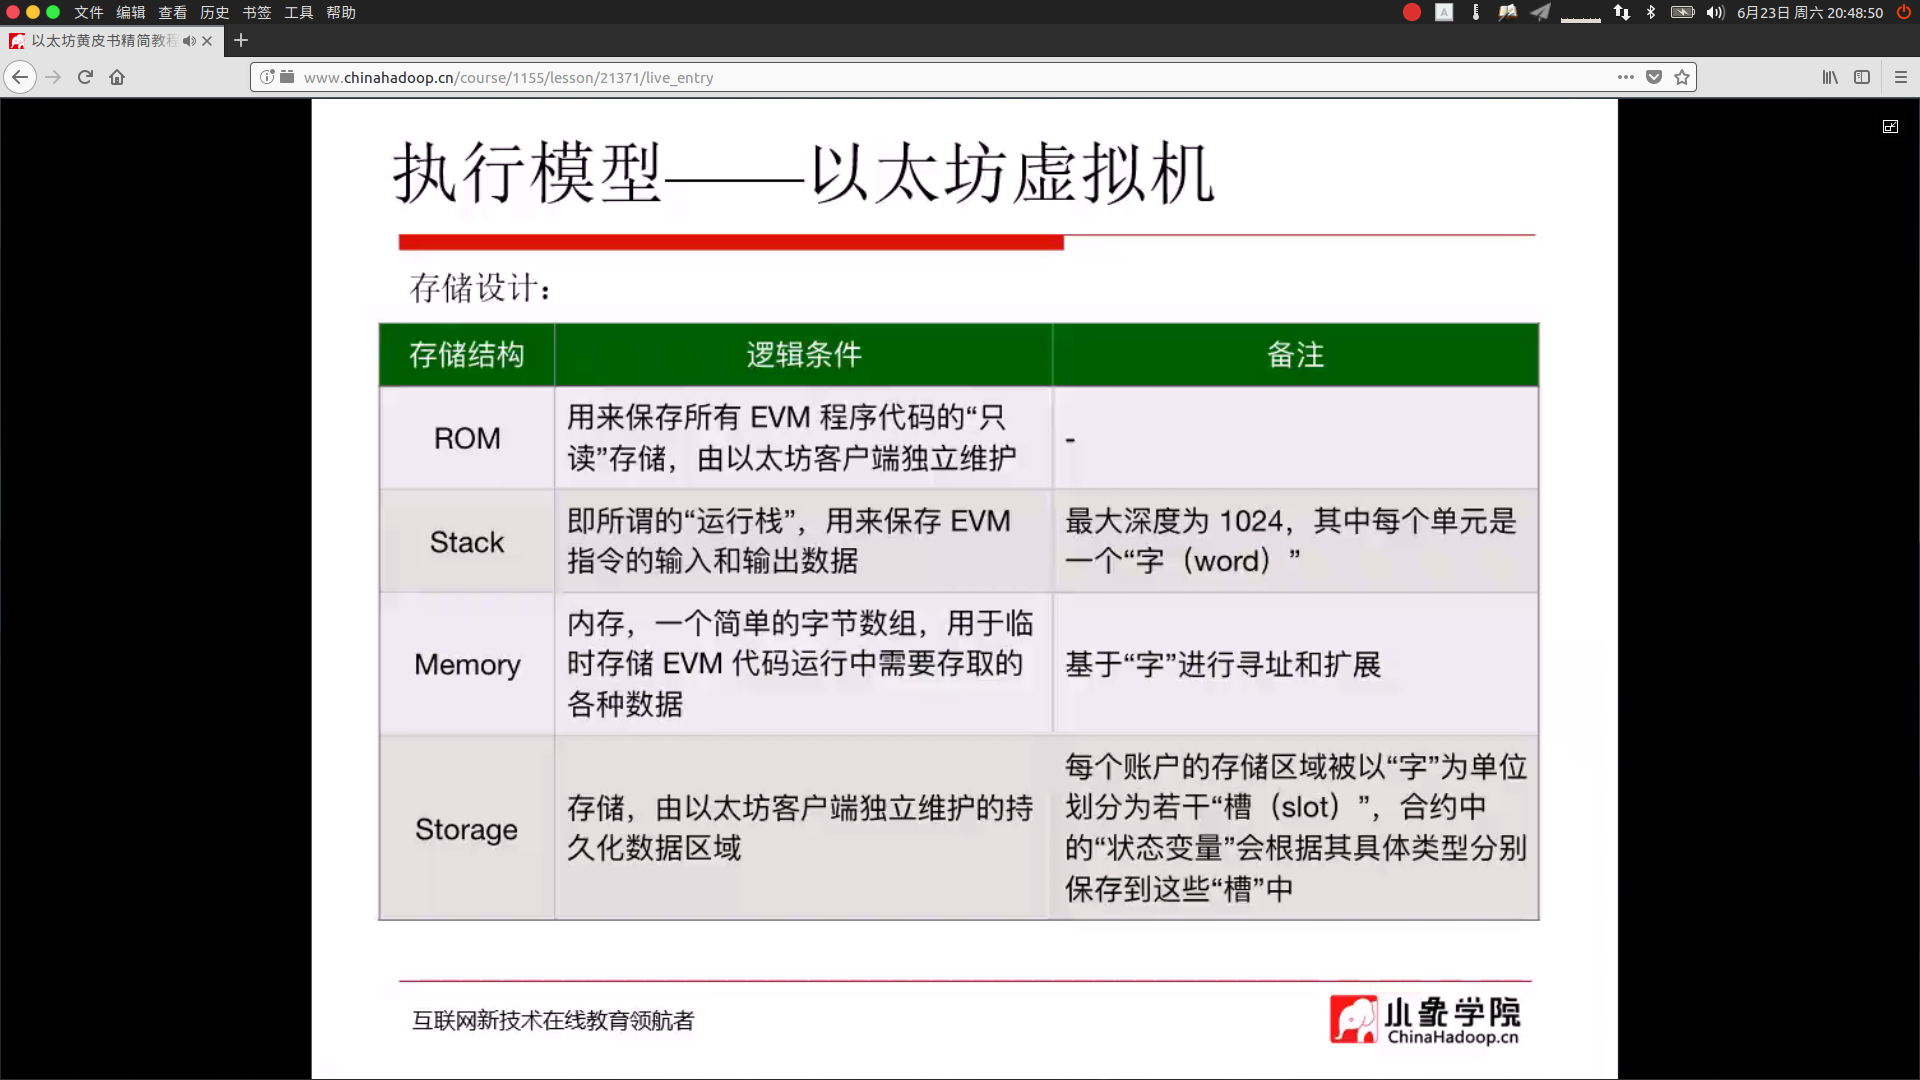 文件 编辑 查看 历史 书签 工具 帮助
A
6月23日 周六 20:48:50
以太坊黄皮书精简教程
www.chinahadoop.cn/course/1155/lesson/21371/live_entry
执行模型——以太坊虚拟机
存储设计：
存储结构 逻辑条件 备注
ROM
用来保存所有 EVM 程序代码的“只
读”存储，由以太坊客户端独立维护
-
Stack
即所谓的“运行栈”，用来保存 EVM
指令的输入和输出数据
最大深度为 1024，其中每个单元是
一个“字（word）”
Memory
内存，一个简单的字节数组，用于临
时存储 EVM 代码运行中需要存取的
各种数据
基于“字”进行寻址和扩展
Storage
存储，由以太坊客户端独立维护的持
久化数据区域
每个账户的存储区域被以“字”为单位
划分为若干“槽（slot）”，合约中
的“状态变量”会根据其具体类型分别
保存到这些“槽”中
互联网新技术在线教育领航者
小象学院
ChinaHadoop.cn